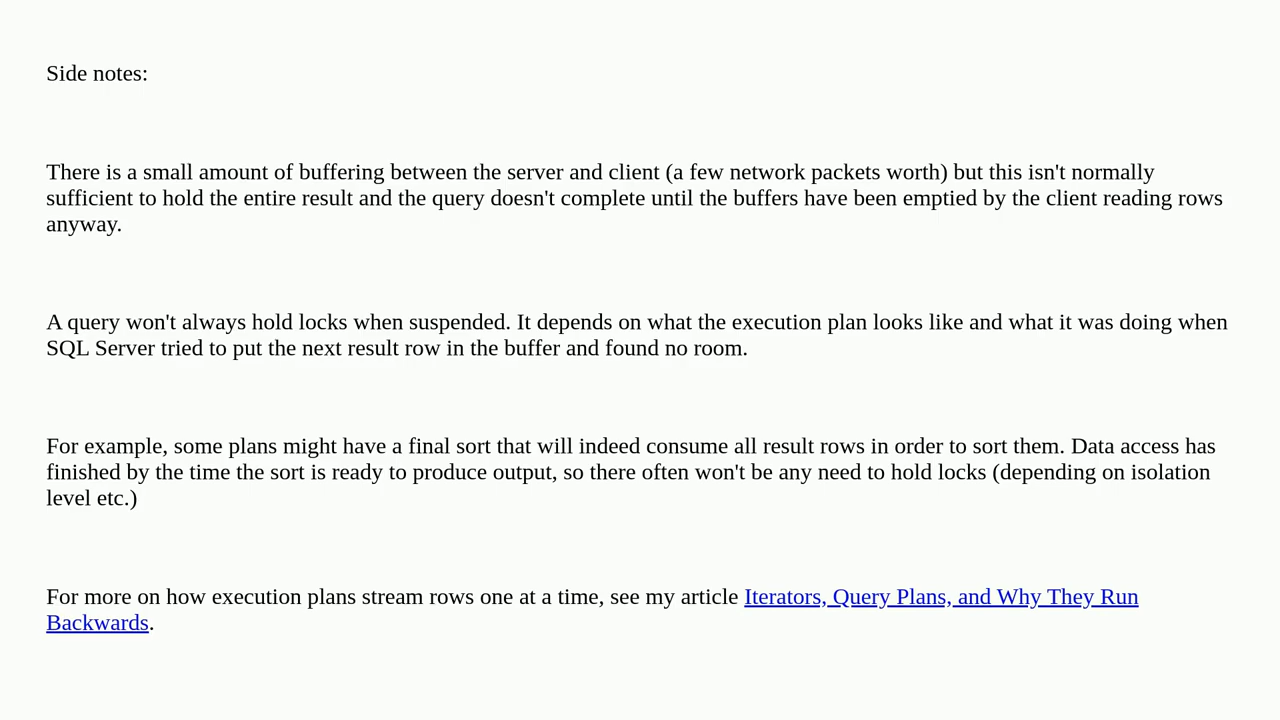 Side notes:
There is a small amount of buffering between the server and client (a few network packets worth) but this isn't normally
sufficient to hold the entire result and the query doesn't complete until the buffers have been emptied by the client reading rows
anyway.
A query won't always hold locks when suspended. It depends on what the execution plan looks like and what it was doing when
SQL Server tried to put the next result row in the buffer and found no room.
For example, some plans might have a final sort that will indeed consume all result rows in order to sort them. Data access has
finished by the time the sort is ready to produce output, so there often won't be any need to hold locks (depending on isolation
level etc.)
For more on how execution plans stream rows one at a time, see my article Iterators, Query Plans, and Why They Run
Backwards.